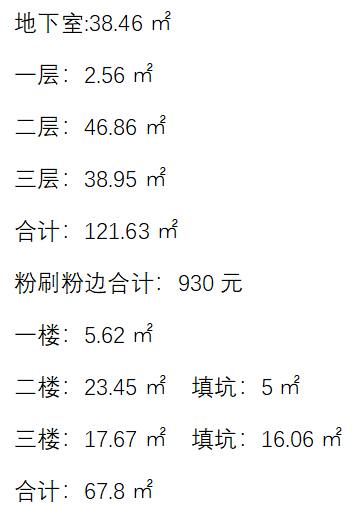 地下室:38.46 ㎡
一层：2.56 ㎡
二层：46.86 ㎡
三层：38.95 ㎡
合计：121.63 ㎡
粉刷粉边合计：930 元
一楼：5.62 ㎡
二楼：23.45 ㎡ 填坑：5 ㎡
三楼：17.67 ㎡ 填坑：16.06 ㎡
合计：67.8 ㎡